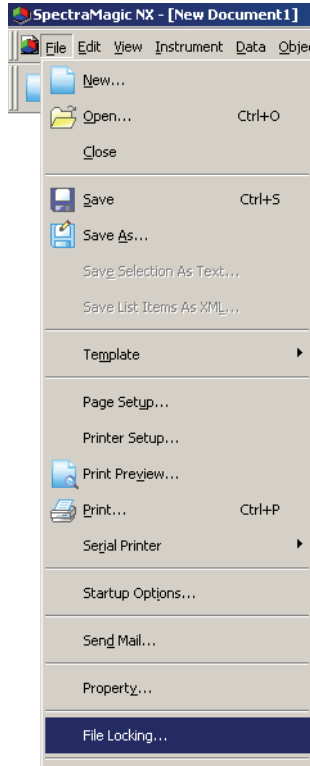 SpectraMagic NX - [New Document1]
File Edit View Instrument Data Obje
New...
Open... Ctrl+O
Close
Save Ctrl+S
Save As...
Save Selection As Text...
Save List Items As XML...
Template
Page Setup...
Printer Setup...
Print Preview...
Print... Ctrl+P
Serial Printer
Startup Options...
Send Mail...
Property...
File Locking...